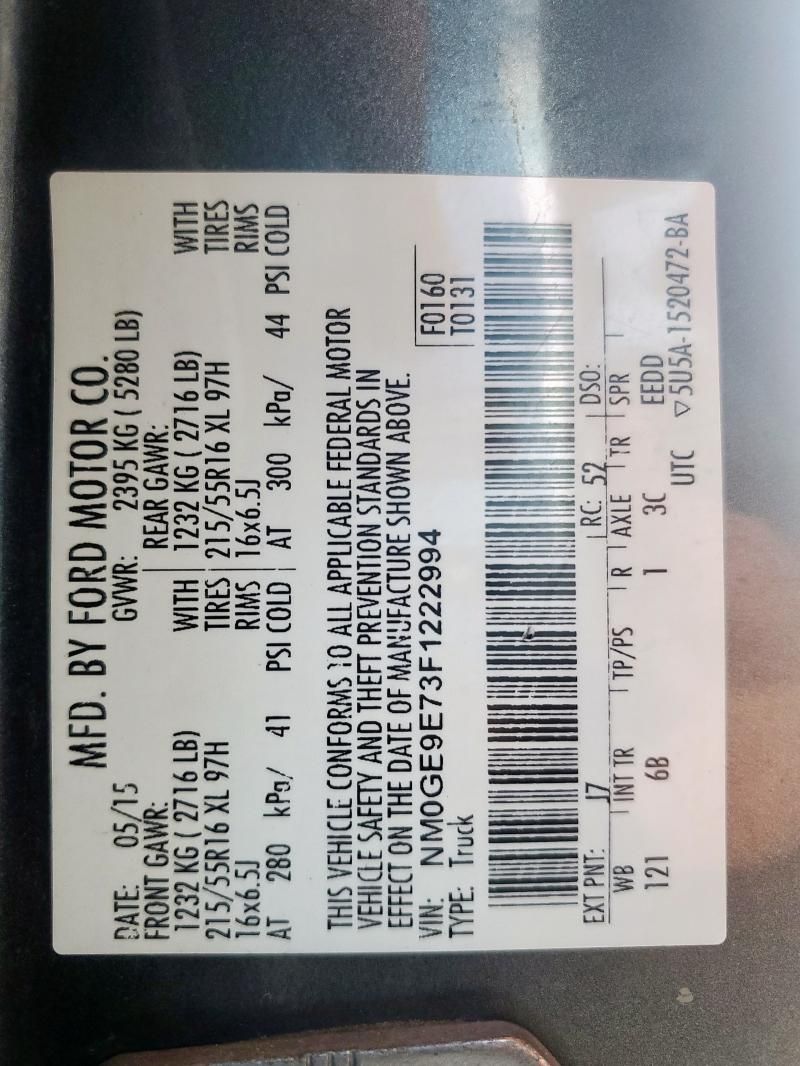 MFD. BY FORD MOTOR CO.
DATE: 05/15 GVWR: 2395 KG ( 5280 LB)
FRONT GAWR: REAR GAWR:
1232 KG ( 2716 LB) WITH 1232 KG ( 2716 LB) WITH
215/55R16 XL 97H TIRES 215/55R16 XL 97H TIRES
16x6.5J RIMS 16x6.5J RIMS
AT 280 kPa/ 41 PSI COLD AT 300 kPa/ 44 PSI COLD
THIS VEHICLE CONFORMS TO ALL APPLICABLE FEDERAL MOTOR
VEHICLE SAFETY AND THEFT PREVENTION STANDARDS IN
EFFECT ON THE DATE OF MANUFACTURE SHOWN ABOVE.
VIN: NM0GE9E73F1222994 F0160
TYPE: Truck T0131
EXT PNT: J7 RC: 52 DSO:
WB INT TR TP/PS R AXLE TR SPR
121 6B 1 3C EEDD
UTC ▽5U5A-1520472-BA